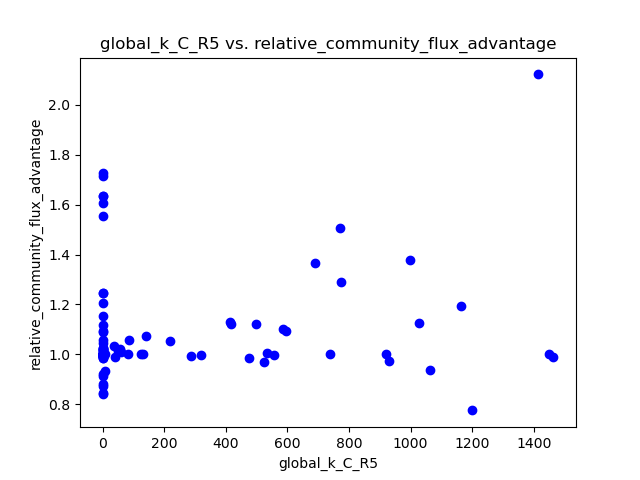 global_k_C_R5 vs. relative_community_flux_advantage
relative_community_flux_advantage
2.0
1.8
1.6
1.4
1.2
1.0
0.8
0 200 400 600 800 1000 1200 1400
global_k_C_R5